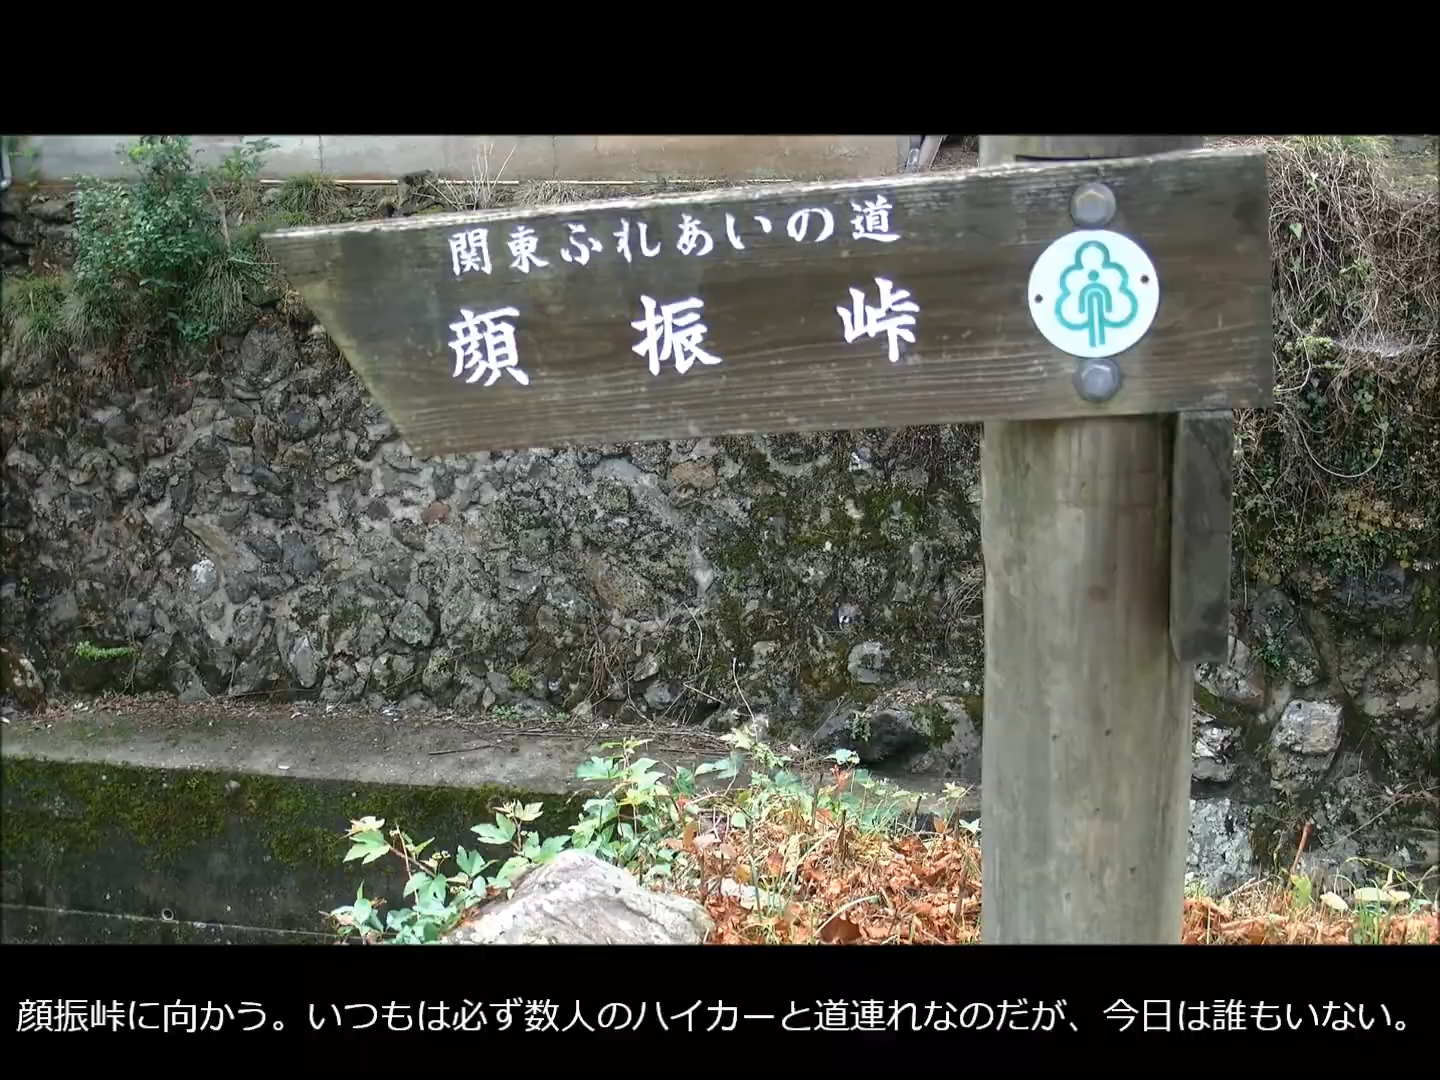 関東ふれあいの道
顔振峠
顔振峠に向かう。いつもは必ず数人のハイカーと道連れなのだが、今日は誰もいない。